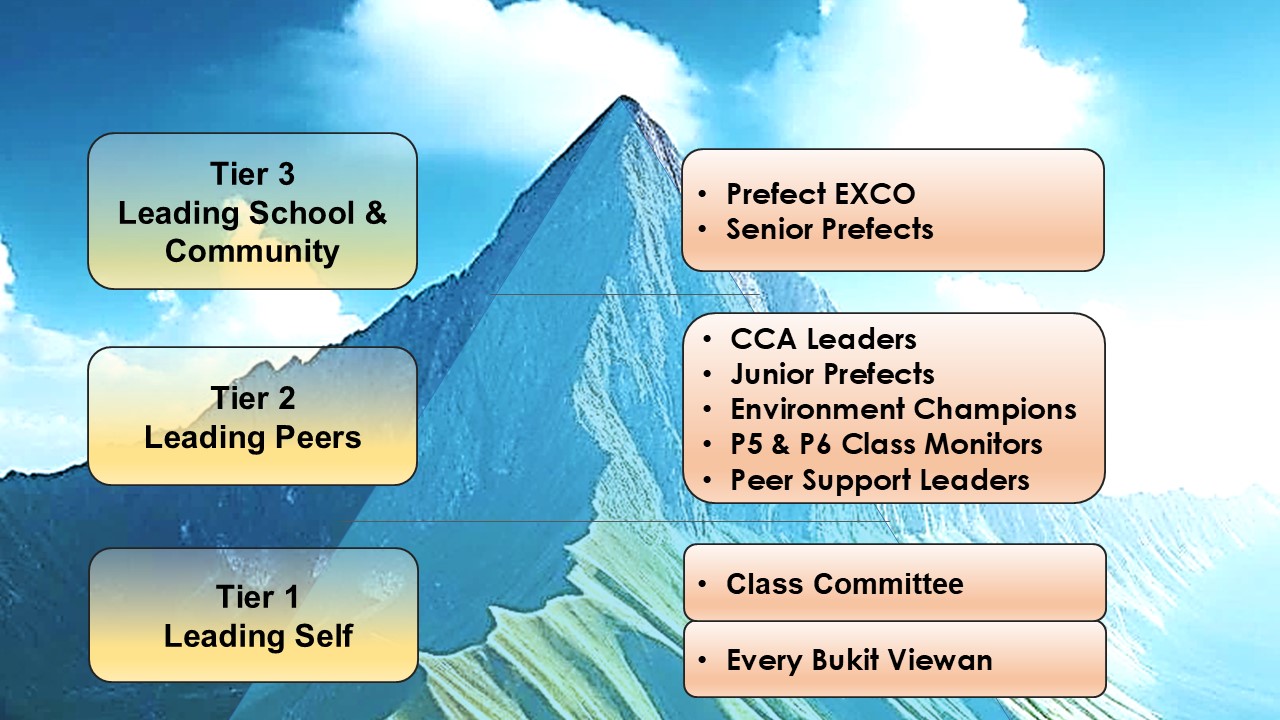 Tier 3
Leading School &
Community
• Prefect EXCO
• Senior Prefects
Tier 2
Leading Peers
• CCA Leaders
• Junior Prefects
• Environment Champions
• P5 & P6 Class Monitors
• Peer Support Leaders
Tier 1
Leading Self
• Class Committee
• Every Bukit Viewan